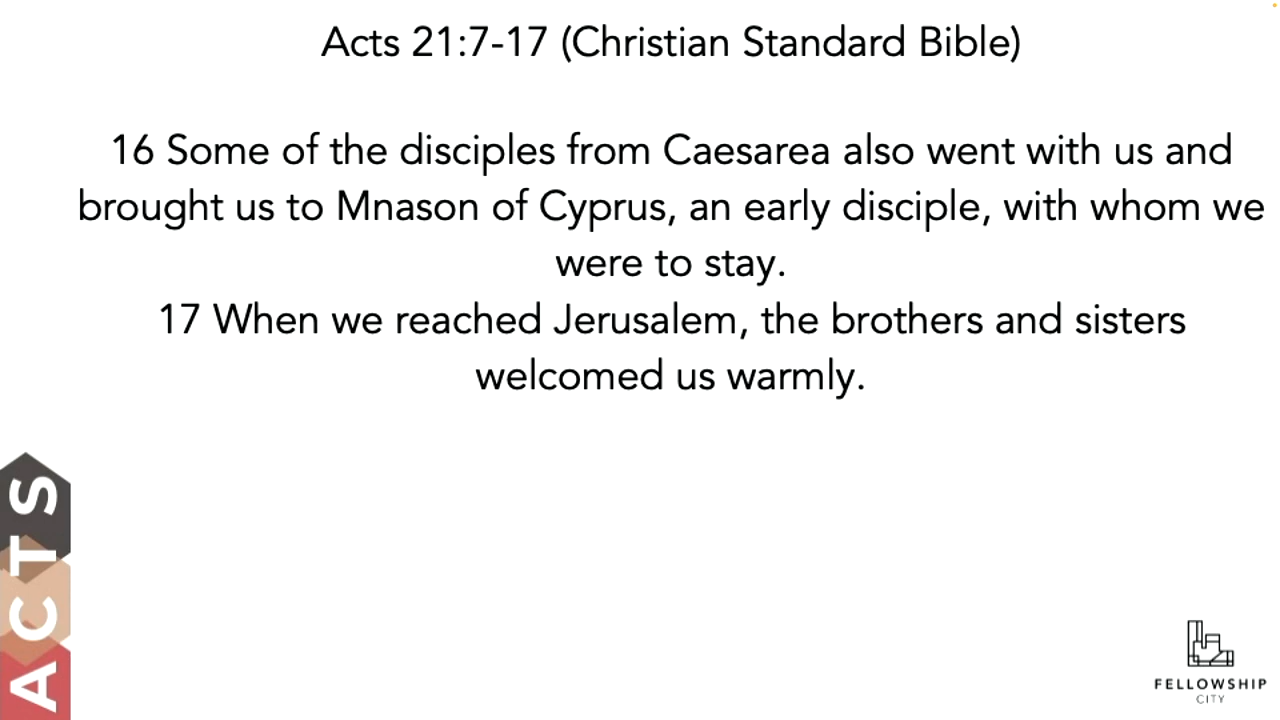 Acts 21:7-17 (Christian Standard Bible)
16 Some of the disciples from Caesarea also went with us and
brought us to Mnason of Cyprus, an early disciple, with whom we
were to stay.
17 When we reached Jerusalem, the brothers and sisters
welcomed us warmly.
ACTS
FELLOWSHIP
CITY